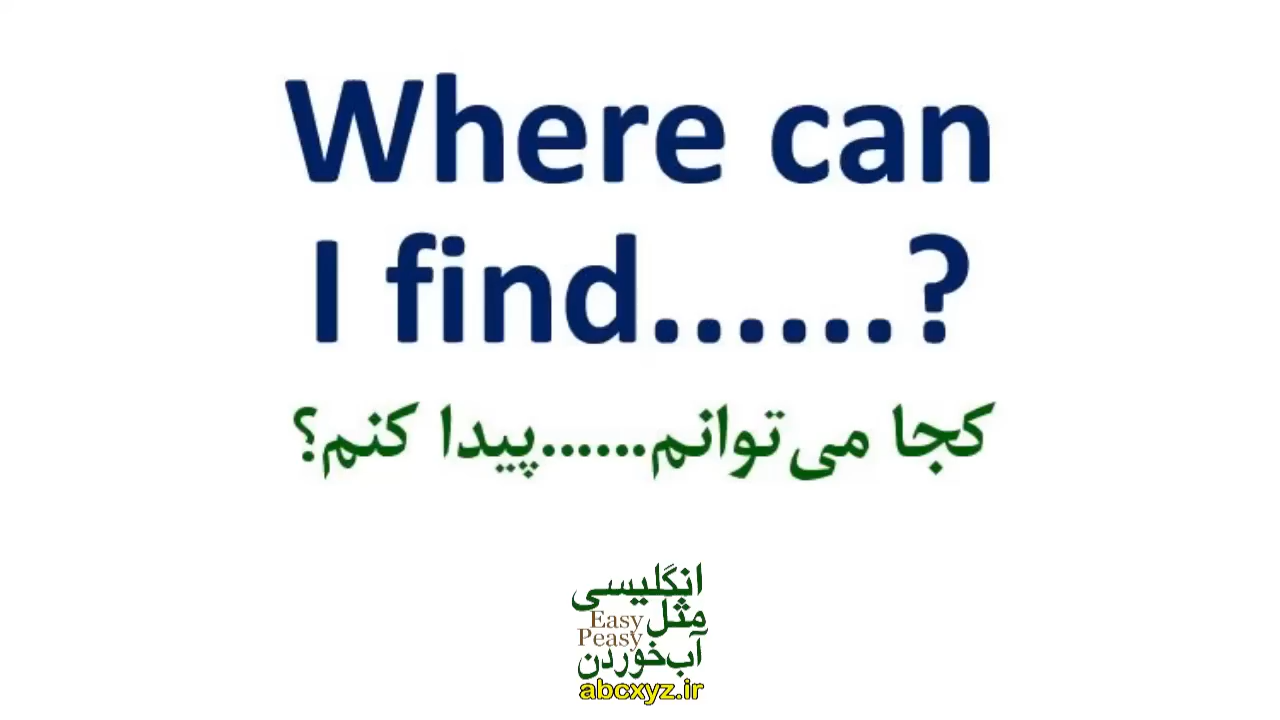 Where can
I find......?
کجا می‌توانم......پیدا کنم؟
انگلیسی
مثل Easy
Peasy
آب‌خوردن
abcxyz.ir